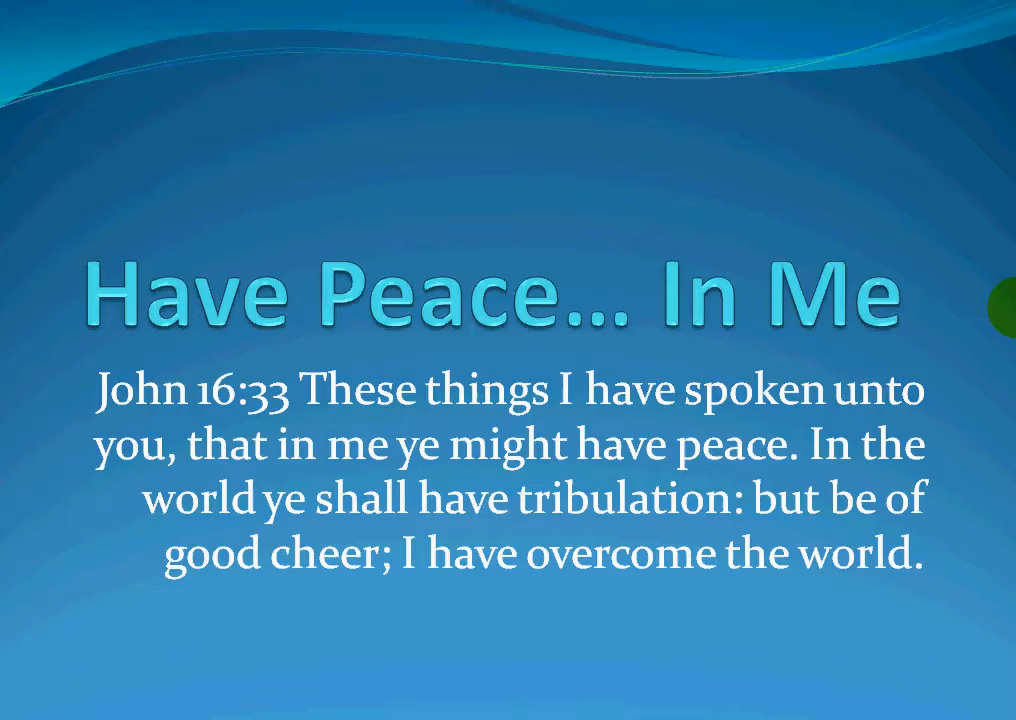 Have Peace… In Me
John 16:33 These things I have spoken unto
you, that in me ye might have peace. In the
world ye shall have tribulation: but be of
good cheer; I have overcome the world.